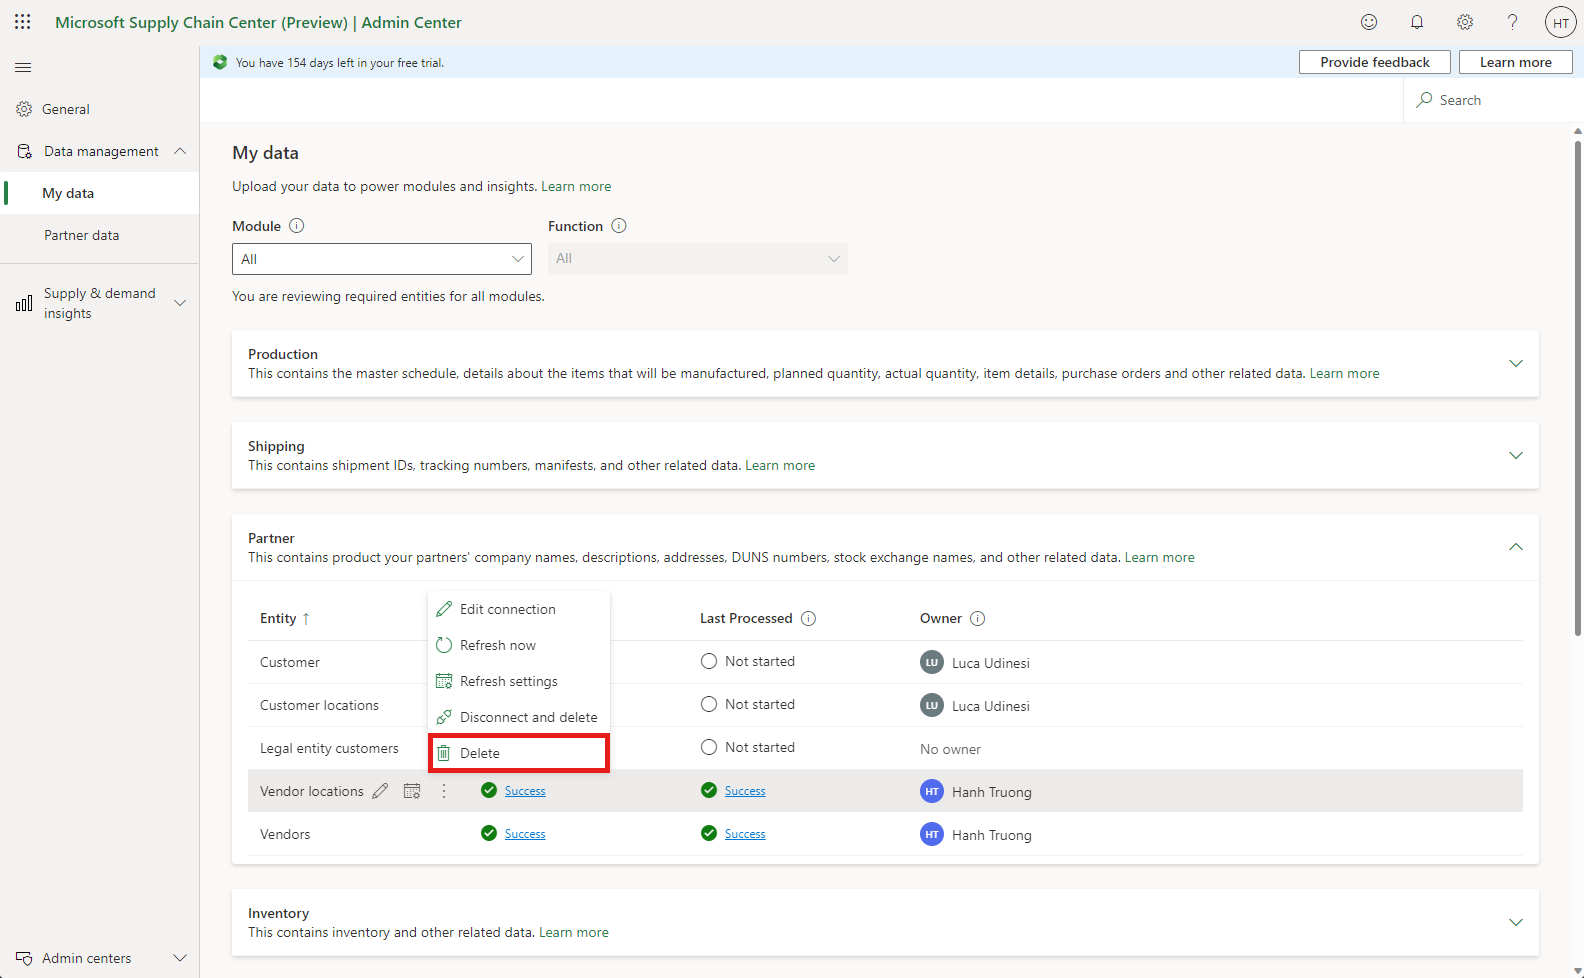 Microsoft Supply Chain Center (Preview) | Admin Center
HT
You have 154 days left in your free trial.
Provide feedback
Learn more
Search
General
Data management
My data
Partner data
Supply & demand
insights
Admin centers
My data
Upload your data to power modules and insights. Learn more
Module
Function
All
All
You are reviewing required entities for all modules.
Production
This contains the master schedule, details about the items that will be manufactured, planned quantity, actual quantity, item details, purchase orders and other related data. Learn more
Shipping
This contains shipment IDs, tracking numbers, manifests, and other related data. Learn more
Partner
This contains product your partners' company names, descriptions, addresses, DUNS numbers, stock exchange names, and other related data. Learn more
Entity ↑
Last Processed
Owner
Edit connection
Refresh now
Refresh settings
Disconnect and delete
Delete
Customer
Not started
LU Luca Udinesi
Customer locations
Not started
LU Luca Udinesi
Legal entity customers
Not started
No owner
Vendor locations
Success
Success
HT Hanh Truong
Vendors
Success
Success
HT Hanh Truong
Inventory
This contains inventory and other related data. Learn more